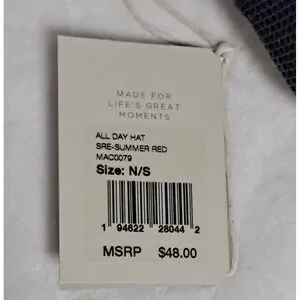 MADE FOR
LIFE'S GREAT
MOMENTS
ALL DAY HAT
SRE-SUMMER RED
MAC0079
Size: N/S
1 94622 28044 2
MSRP $48.00